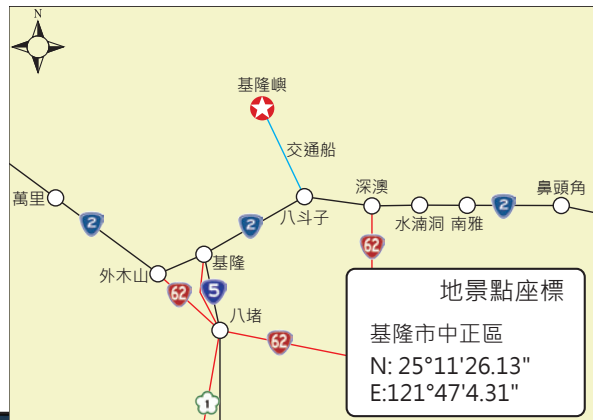 N
基隆嶼
交通船
深澳
鼻頭角
萬里
2
2
八斗子
水湳洞
南雅
2
62
基隆
外木山
62
5
八堵
62
1
地景點座標
基隆市中正區
N: 25°11'26.13"
E:121°47'4.31"